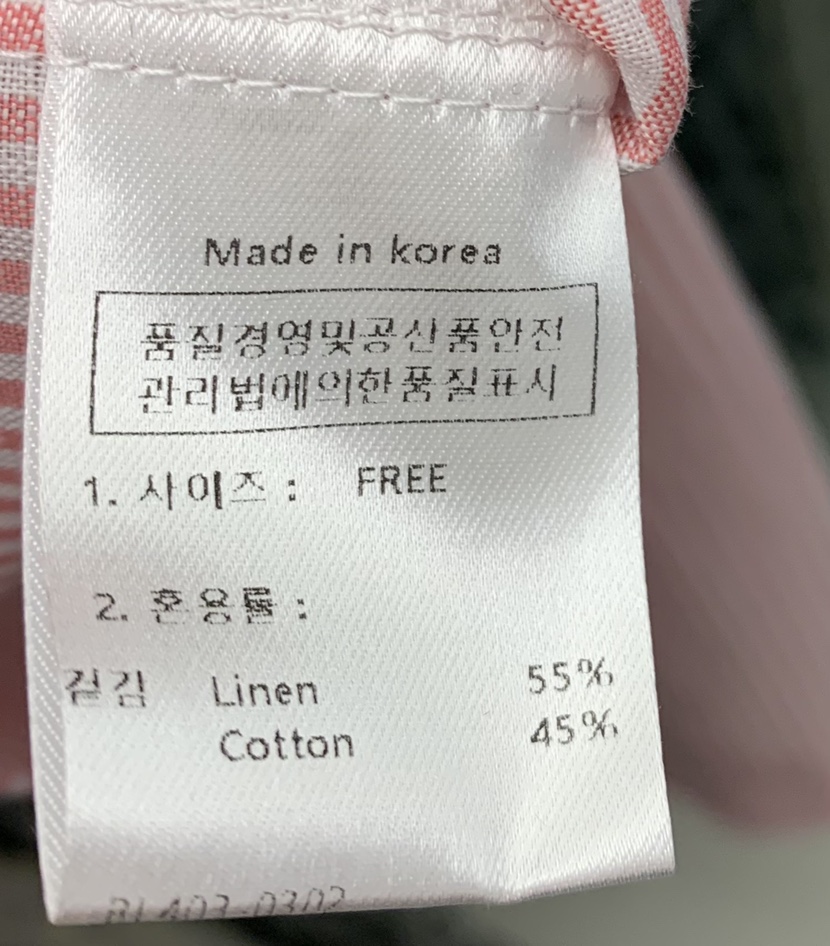 Made in korea
품질경영및공산품안전
관리법에의한품질표시
1. 사이즈 : FREE
2. 혼용률 :
겉감 Linen 55%
Cotton 45%